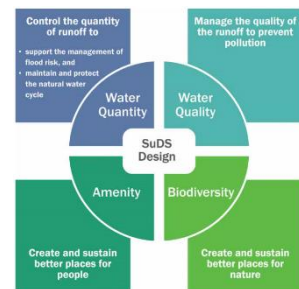 Control the quantity
of runoff to
• support the management of
flood risk, and
• maintain and protect
the natural water
cycle
Manage the quality of
the runoff to prevent
pollution
Water
Quantity
Water
Quality
SuDS
Design
Amenity
Biodiversity
Create and sustain
better places for
people
Create and sustain
better places for
nature